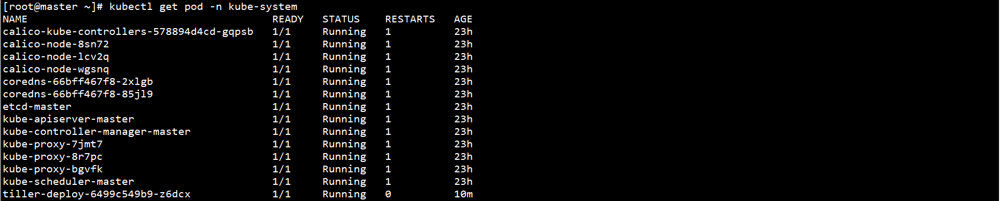 [root@master ~]# kubectl get pod -n kube-system
NAME                                       READY   STATUS    RESTARTS   AGE
calico-kube-controllers-578894d4cd-gqpsb   1/1     Running   1          23h
calico-node-8sn72                          1/1     Running   1          23h
calico-node-lcv2q                          1/1     Running   1          23h
calico-node-wgsnq                          1/1     Running   1          23h
coredns-66bff467f8-2xlgb                   1/1     Running   1          23h
coredns-66bff467f8-85jl9                   1/1     Running   1          23h
etcd-master                                1/1     Running   1          23h
kube-apiserver-master                      1/1     Running   1          23h
kube-controller-manager-master             1/1     Running   1          23h
kube-proxy-7jmt7                           1/1     Running   1          23h
kube-proxy-8r7pc                           1/1     Running   1          23h
kube-proxy-bgvfk                           1/1     Running   1          23h
kube-scheduler-master                      1/1     Running   1          23h
tiller-deploy-6499c549b9-z6dcx             1/1     Running   0          10m